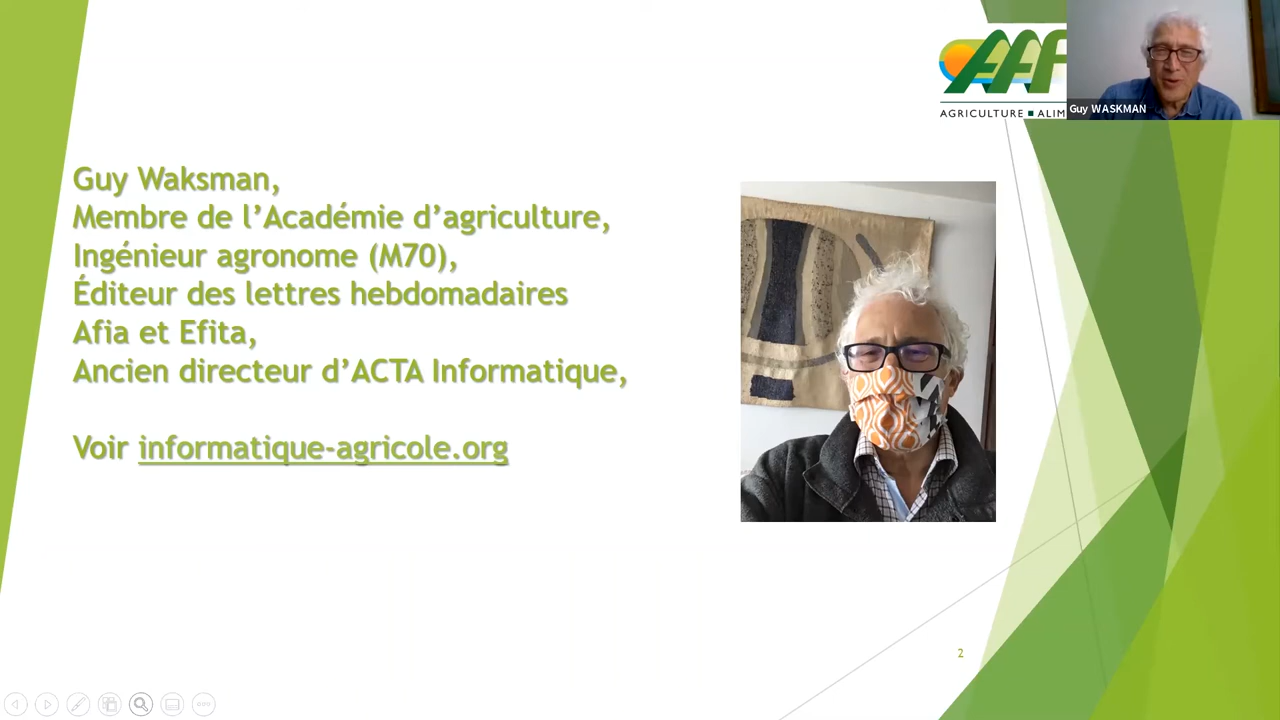 AAF
AGRICULTURE ■ ALIM
Guy WASKMAN
Guy Waksman,
Membre de l’Académie d’agriculture,
Ingénieur agronome (M70),
Éditeur des lettres hebdomadaires
Afia et Efita,
Ancien directeur d’ACTA Informatique,
Voir informatique-agricole.org
2